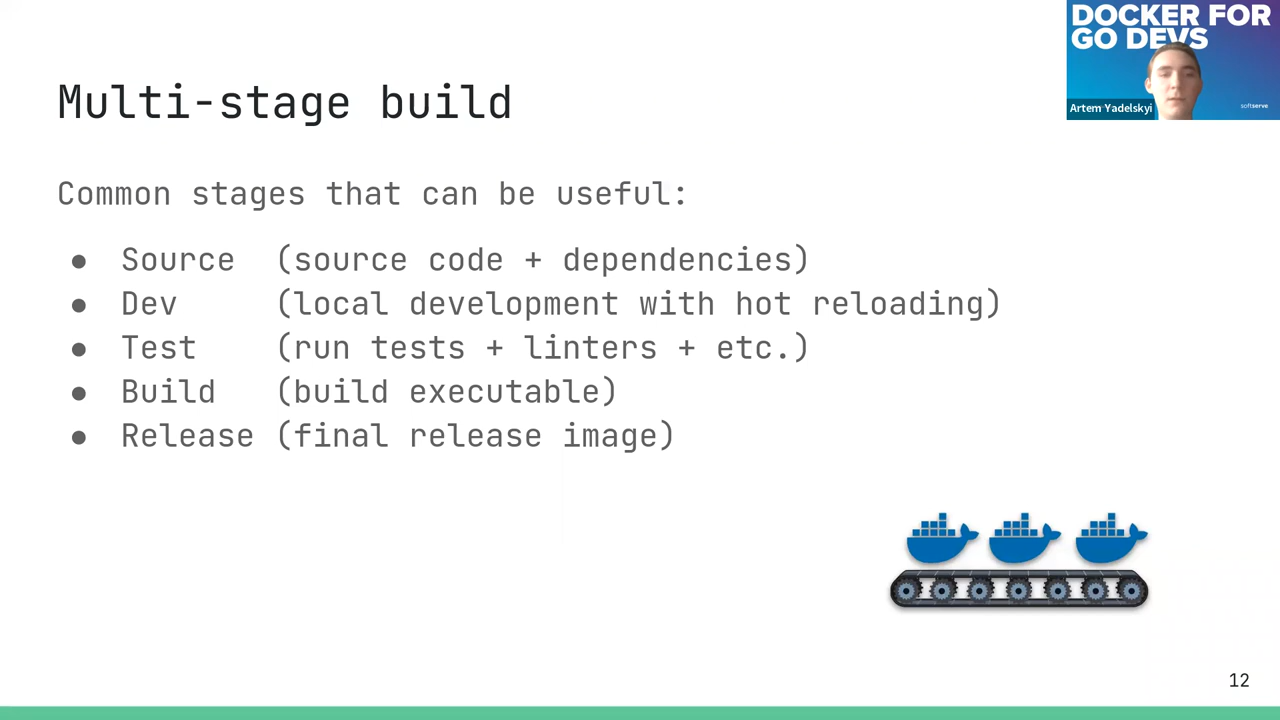 DOCKER FOR
GO DEVS
Artem Yadelskyi
softserve
Multi-stage build
Common stages that can be useful:
● Source (source code + dependencies)
● Dev (local development with hot reloading)
● Test (run tests + linters + etc.)
● Build (build executable)
● Release (final release image)
12